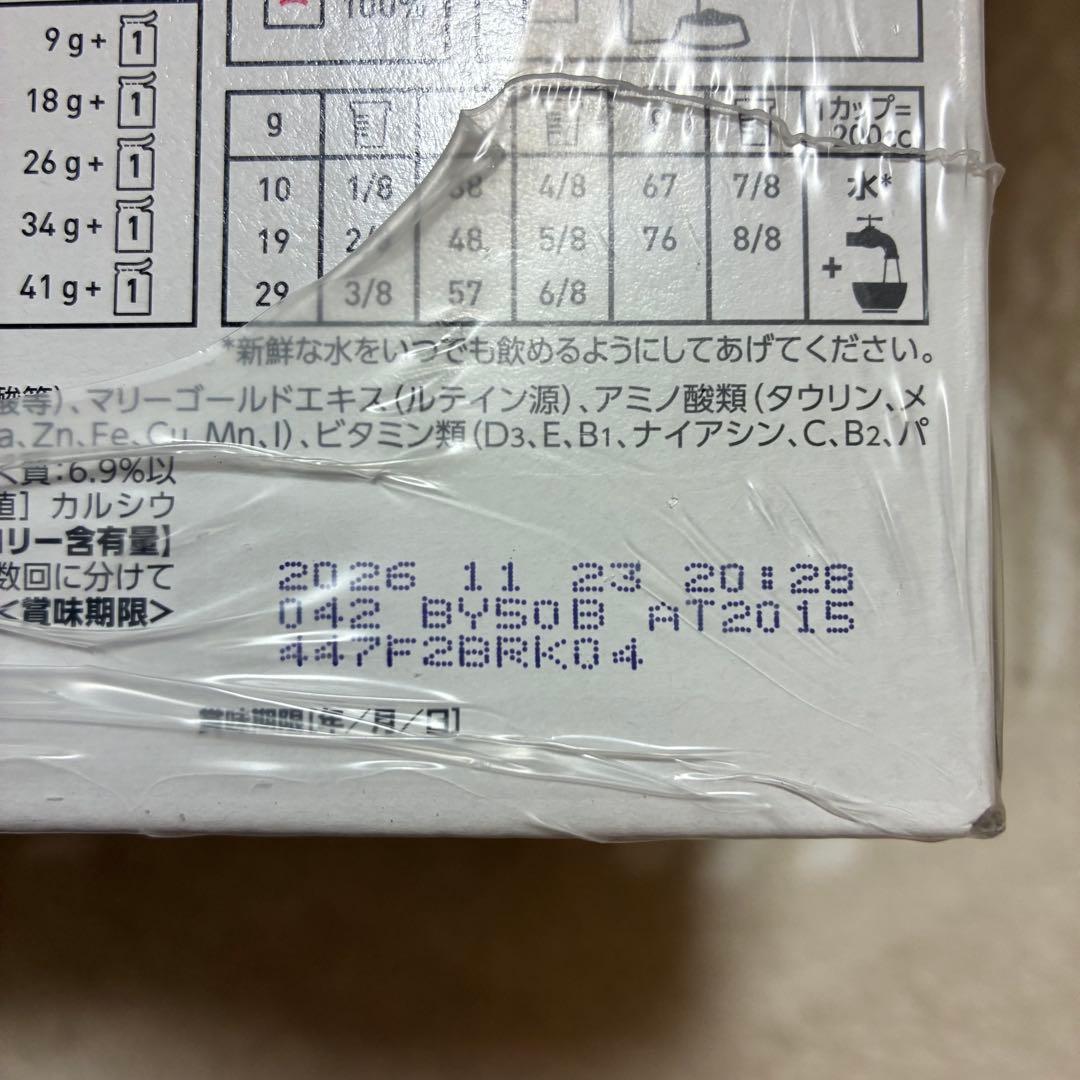 100%
9g+ 1
18g+ 1
26g+ 1
34g+ 1
41g+ 1
g g 1カップ=200cc
10 1/8 38 4/8 67 7/8 水*
19 48 5/8 76 8/8
29 3/8 57 6/8 +
*新鮮な水をいつでも飲めるようにしてあげてください。
酸等)、マリーゴールドエキス(ルテイン源)、アミノ酸類(タウリン、メ
a、Zn、Fe、Cu、Mn、I)、ビタミン類(D3、E、B1、ナイアシン、C、B2、パ
質:6.9%以
値] カルシウ
リー含有量】
数回に分けて
<賞味期限>
2026 11 23 20:28
042 BY50B AT2015
447F2BRK04
賞味期限[年/月/日]